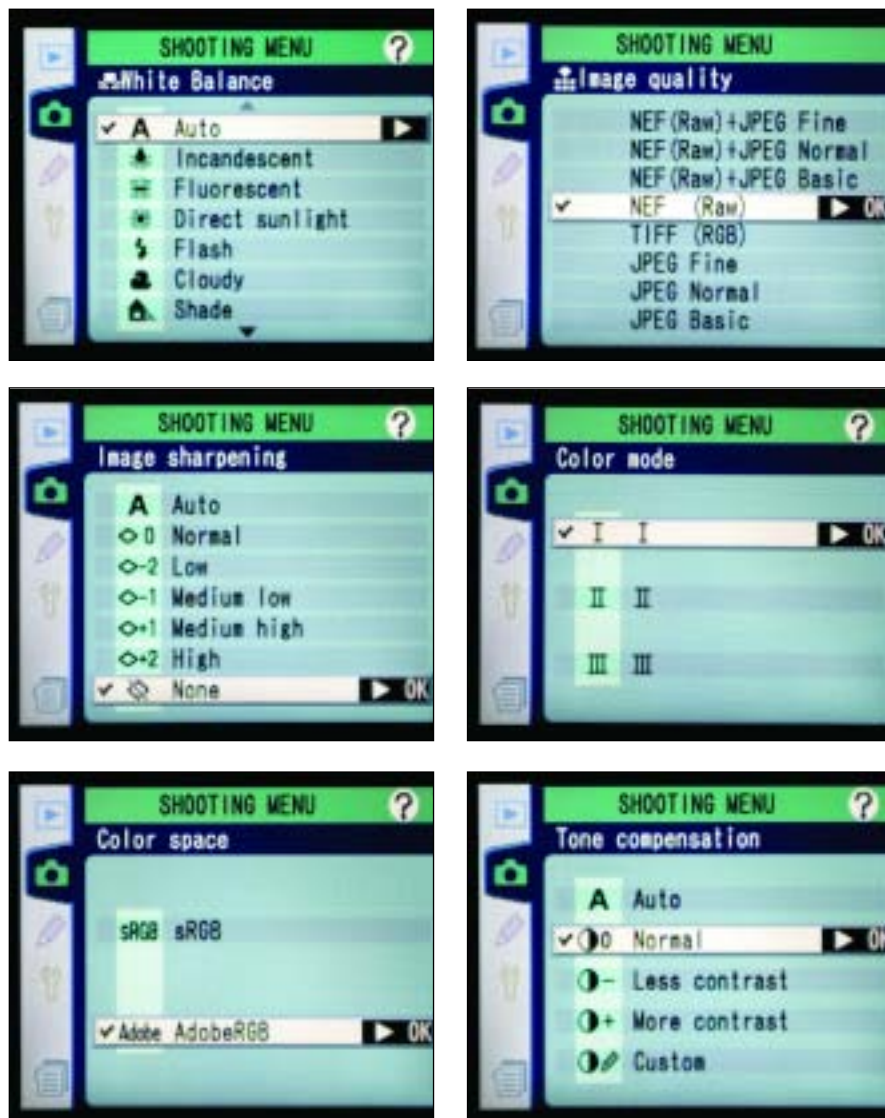 SHOOTING MENU ?
White Balance
A Auto
Incandescent
Fluorescent
Direct sunlight
Flash
Cloudy
Shade
SHOOTING MENU
Image quality
NEF(Raw)+JPEG Fine
NEF(Raw)+JPEG Normal
NEF(Raw)+JPEG Basic
NEF (Raw) OK
TIFF (RGB)
JPEG Fine
JPEG Normal
JPEG Basic
SHOOTING MENU ?
Image sharpening
A Auto
0 Normal
-2 Low
-1 Medium low
+1 Medium high
+2 High
None OK
SHOOTING MENU ?
Color mode
I I OK
II II
III III
SHOOTING MENU ?
Color space
sRGB sRGB
Adobe AdobeRGB OK
SHOOTING MENU ?
Tone compensation
A Auto
0 Normal OK
- Less contrast
+ More contrast
Custom